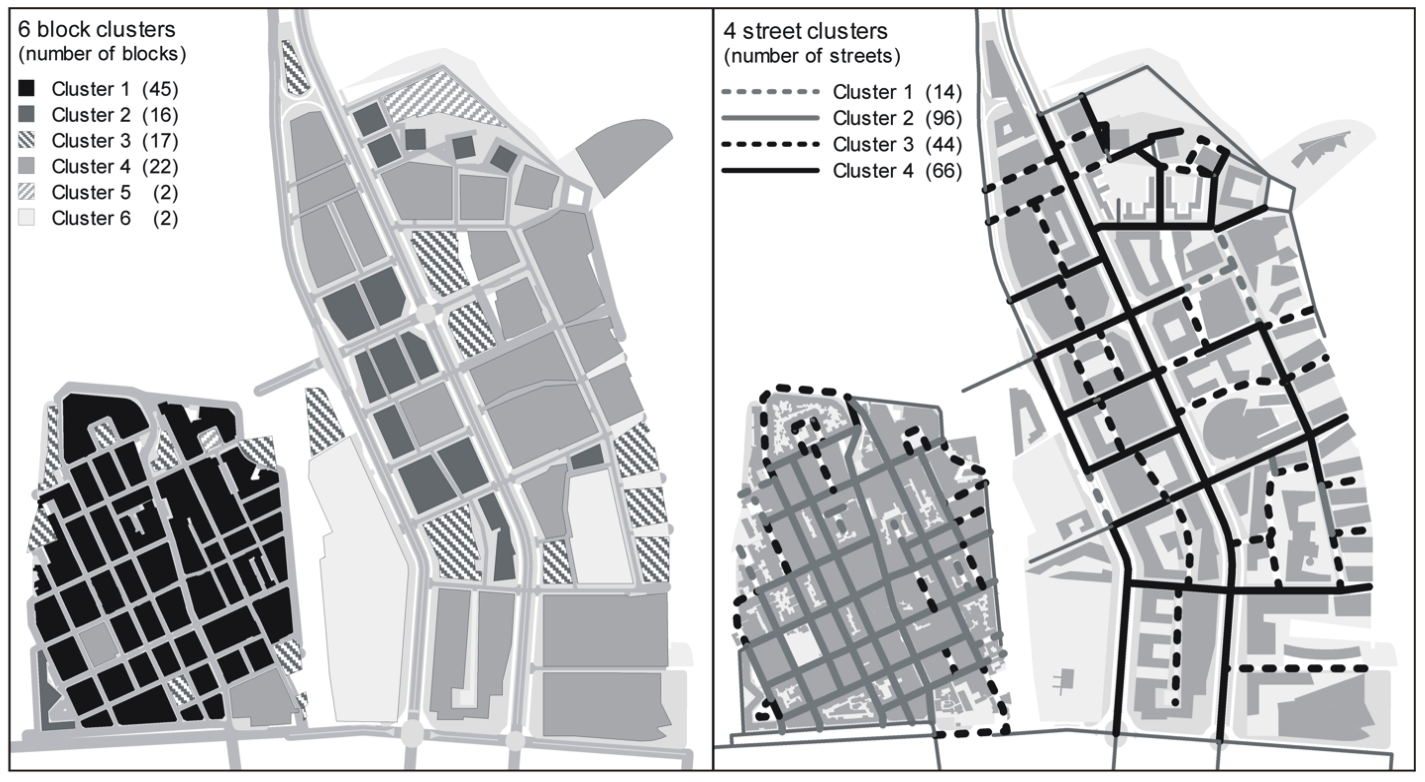 6 block clusters
(number of blocks)
Cluster 1 (45)
Cluster 2 (16)
Cluster 3 (17)
Cluster 4 (22)
Cluster 5 (2)
Cluster 6 (2)
4 street clusters
(number of streets)
Cluster 1 (14)
Cluster 2 (96)
Cluster 3 (44)
Cluster 4 (66)